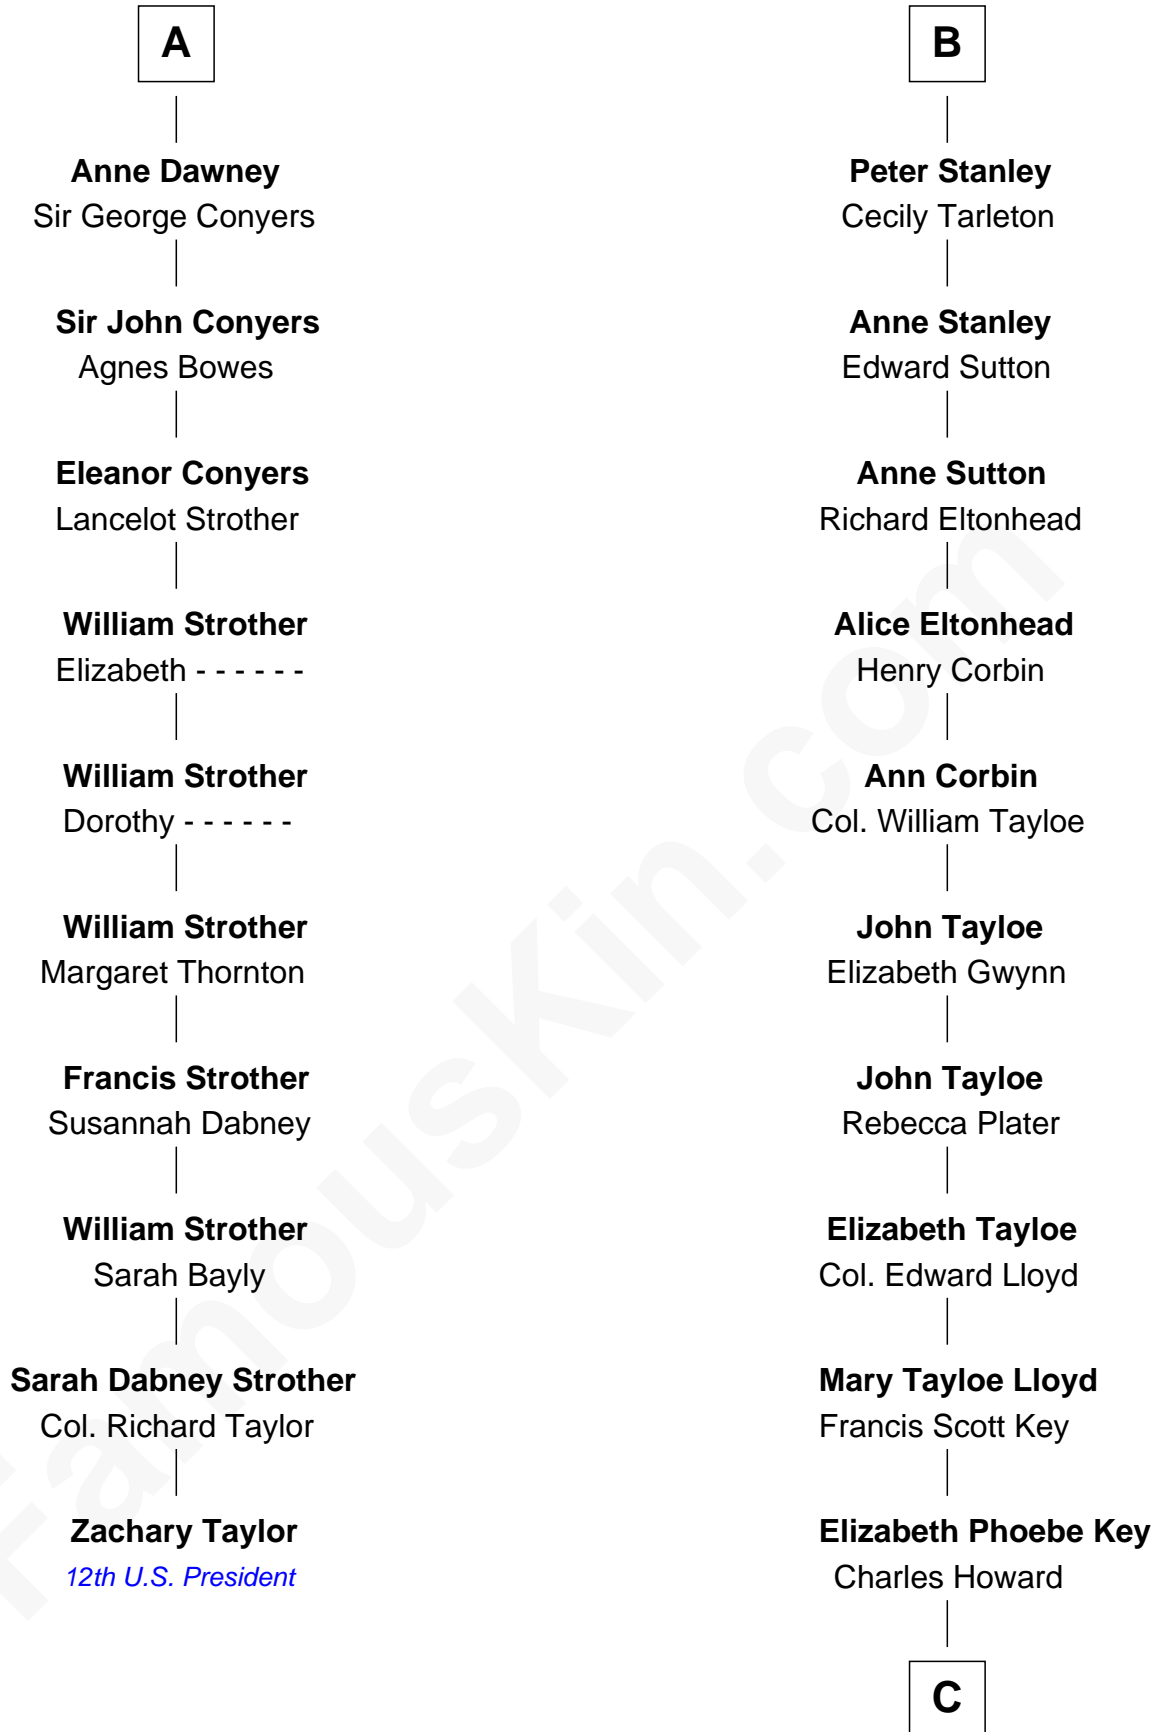 A
Anne Dawney
Sir George Conyers
Sir John Conyers
Agnes Bowes
Eleanor Conyers
Lancelot Strother
William Strother
Elizabeth - - - - - -
William Strother
Dorothy - - - - - -
William Strother
Margaret Thornton
Francis Strother
Susannah Dabney
William Strother
Sarah Bayly
Sarah Dabney Strother
Col. Richard Taylor
Zachary Taylor
12th U.S. President
B
Peter Stanley
Cecily Tarleton
Anne Stanley
Edward Sutton
Anne Sutton
Richard Eltonhead
Alice Eltonhead
Henry Corbin
Ann Corbin
Col. William Tayloe
John Tayloe
Elizabeth Gwynn
John Tayloe
Rebecca Plater
Elizabeth Tayloe
Col. Edward Lloyd
Mary Tayloe Lloyd
Francis Scott Key
Elizabeth Phoebe Key
Charles Howard
C
FamousKin.com